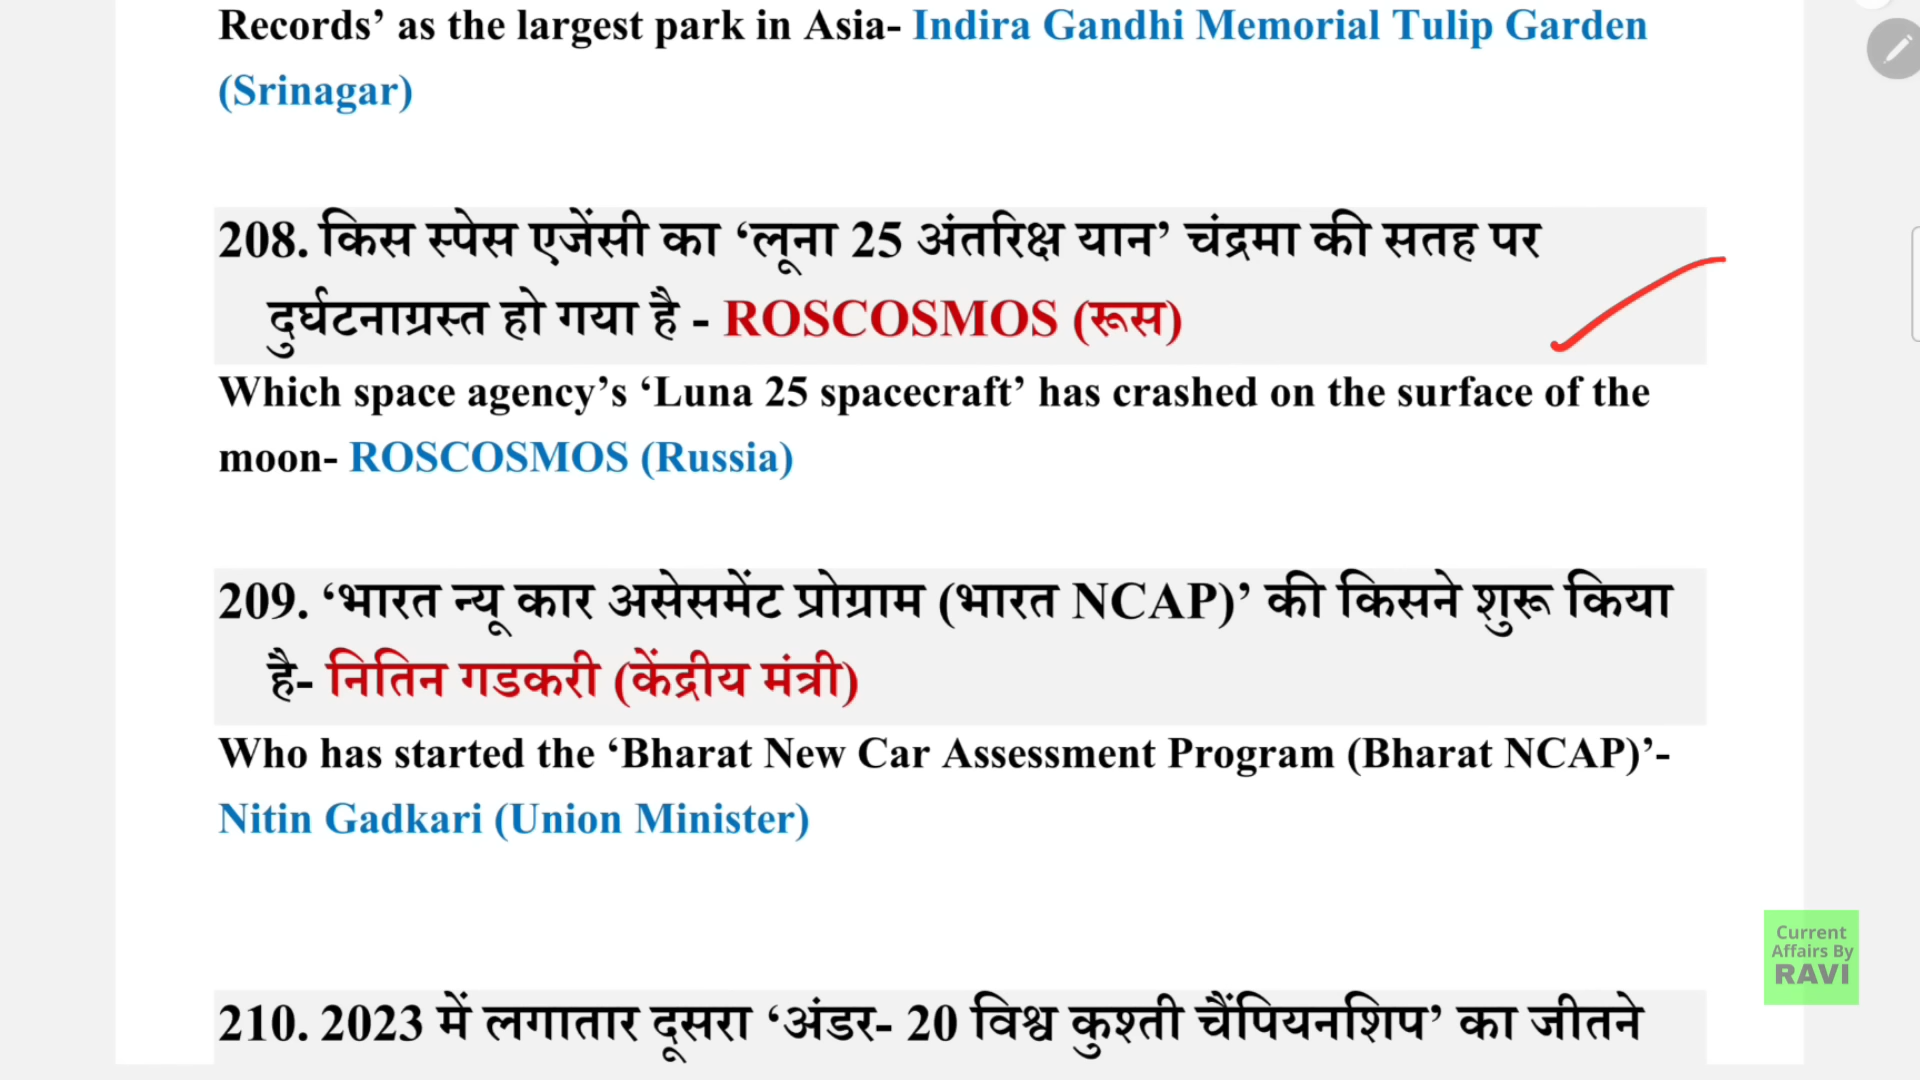 Records’ as the largest park in Asia- Indira Gandhi Memorial Tulip Garden
(Srinagar)
208. किस स्पेस एजेंसी का ‘लूना 25 अंतरिक्ष यान’ चंद्रमा की सतह पर
दुर्घटनाग्रस्त हो गया है - ROSCOSMOS (रूस)
Which space agency’s ‘Luna 25 spacecraft’ has crashed on the surface of the
moon- ROSCOSMOS (Russia)
209. ‘भारत न्यू कार असेसमेंट प्रोग्राम (भारत NCAP)’ की किसने शुरू किया
है- नितिन गडकरी (केंद्रीय मंत्री)
Who has started the ‘Bharat New Car Assessment Program (Bharat NCAP)’-
Nitin Gadkari (Union Minister)
210. 2023 में लगातार दूसरा ‘अंडर- 20 विश्व कुश्ती चैंपियनशिप’ का जीतने
Current
Affairs By
RAVI